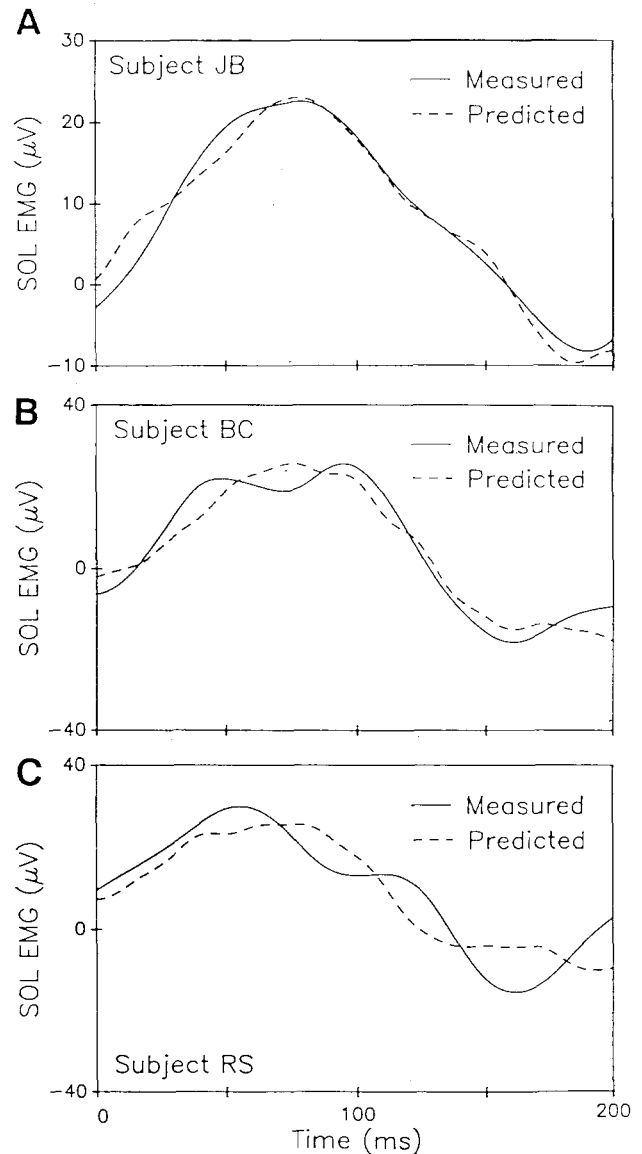 A
30
Subject JB
Measured
Predicted
20
10
0
-10
SOL EMG (μV)
B
40
Subject BC
Measured
Predicted
0
-40
SOL EMG (μV)
C
40
Measured
Predicted
0
Subject RS
-40
SOL EMG (μV)
0
100
200
Time (ms)